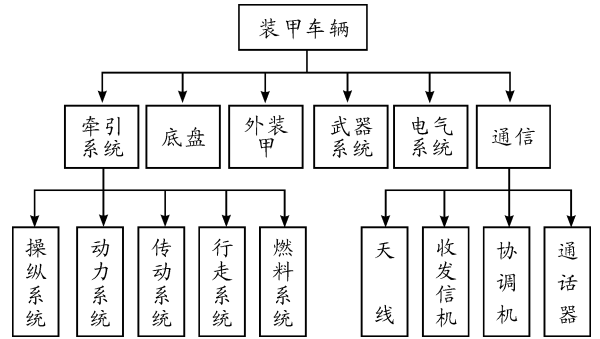 装甲车辆
牵引系统
底盘
外装甲
武器系统
电气系统
通信
操纵系统
动力系统
传动系统
行走系统
燃料系统
天线
收发信机
协调机
通话器